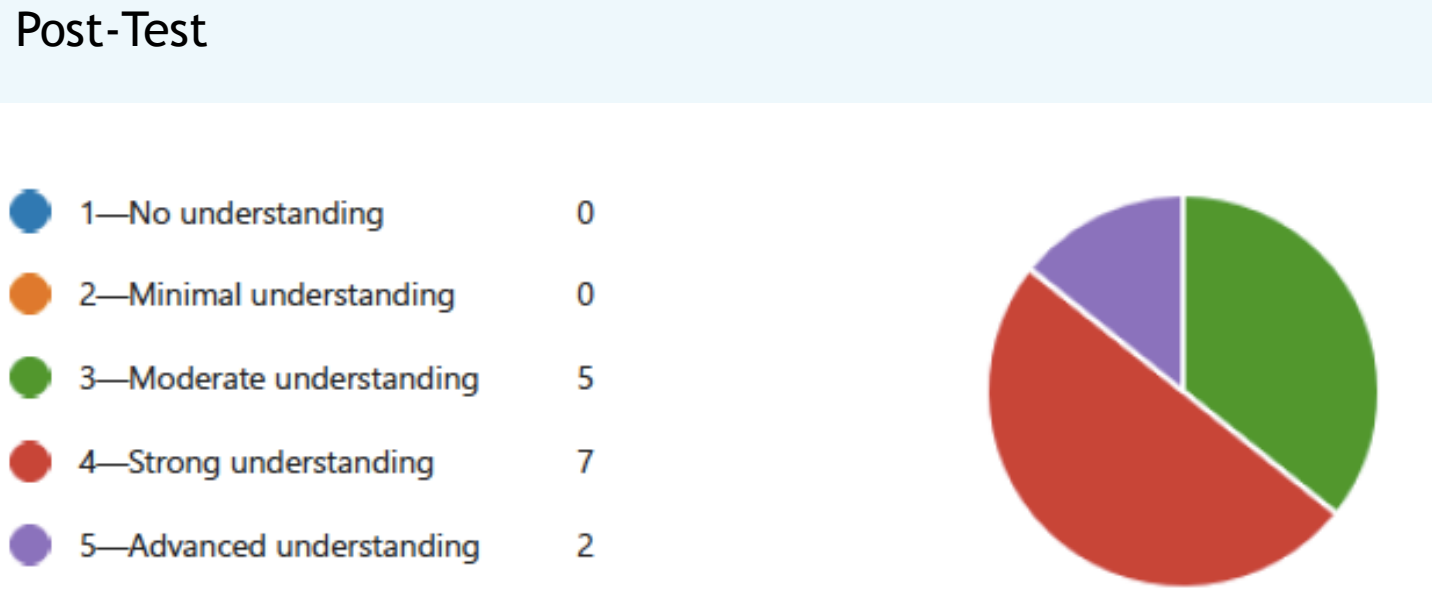 Post-Test
1—No understanding 0
2—Minimal understanding 0
3—Moderate understanding 5
4—Strong understanding 7
5—Advanced understanding 2